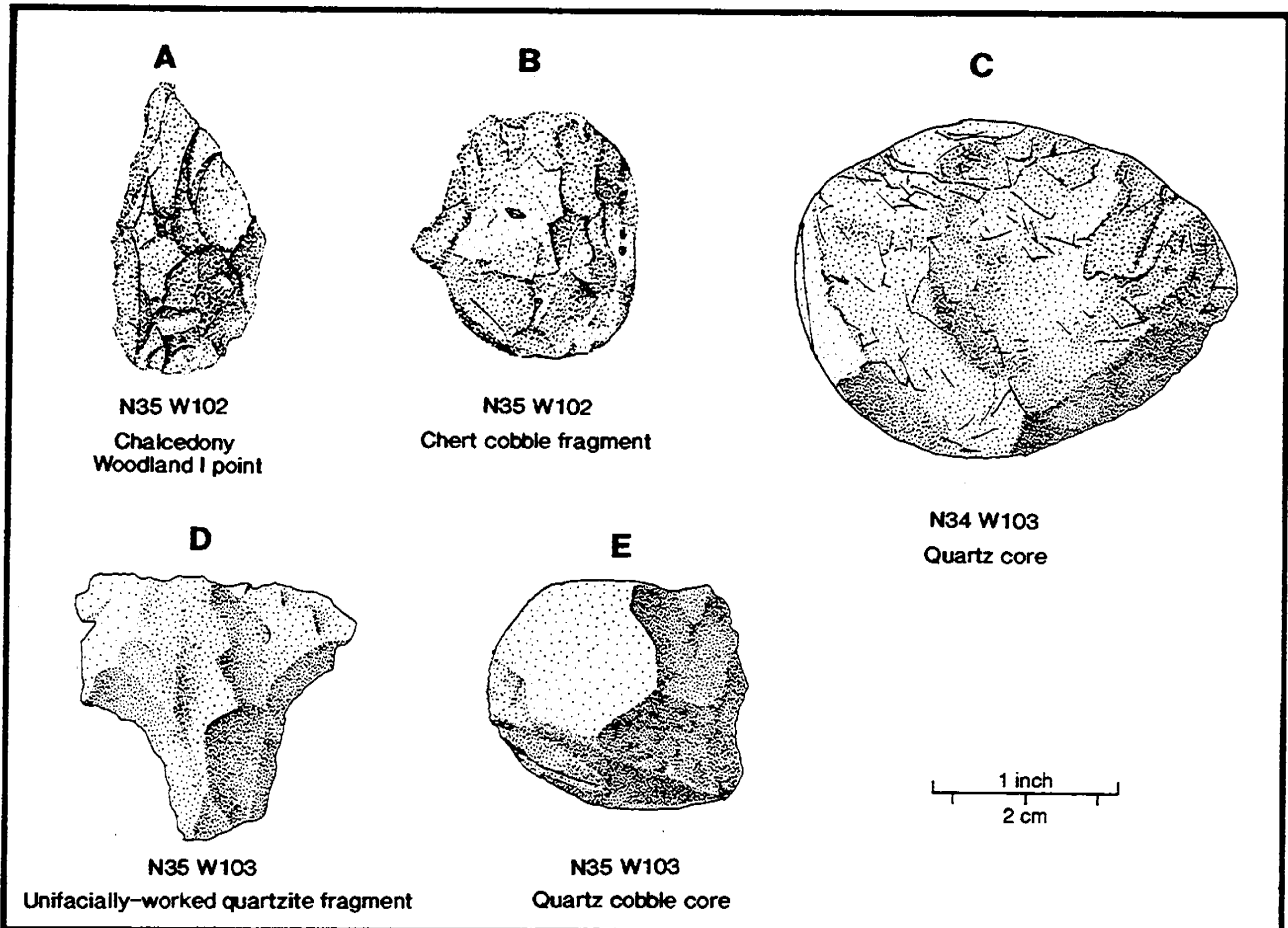 A
B
C
N35 W102
Chalcedony
Woodland I point
N35 W102
Chert cobble fragment
N34 W103
Quartz core
D
E
N35 W103
Unifacially-worked quartzite fragment
N35 W103
Quartz cobble core
1 inch
2 cm